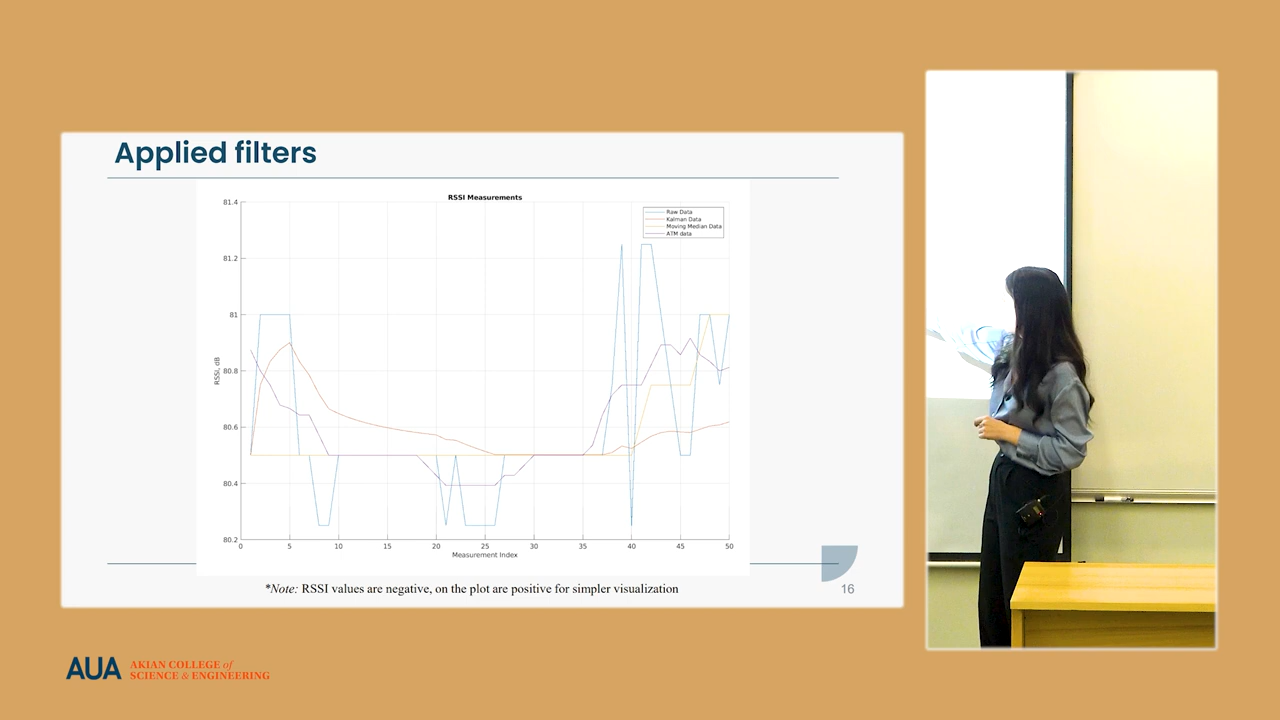 Applied filters
RSSI Measurements
Raw Data
Kalman Data
Moving Median Data
ATM data
81.4
81.2
81
80.8
80.6
80.4
80.2
RSSI, dB
0 5 10 15 20 25 30 35 40 45 50
Measurement Index
*Note: RSSI values are negative, on the plot are positive for simpler visualization
16
AUA AKIAN COLLEGE of
SCIENCE & ENGINEERING